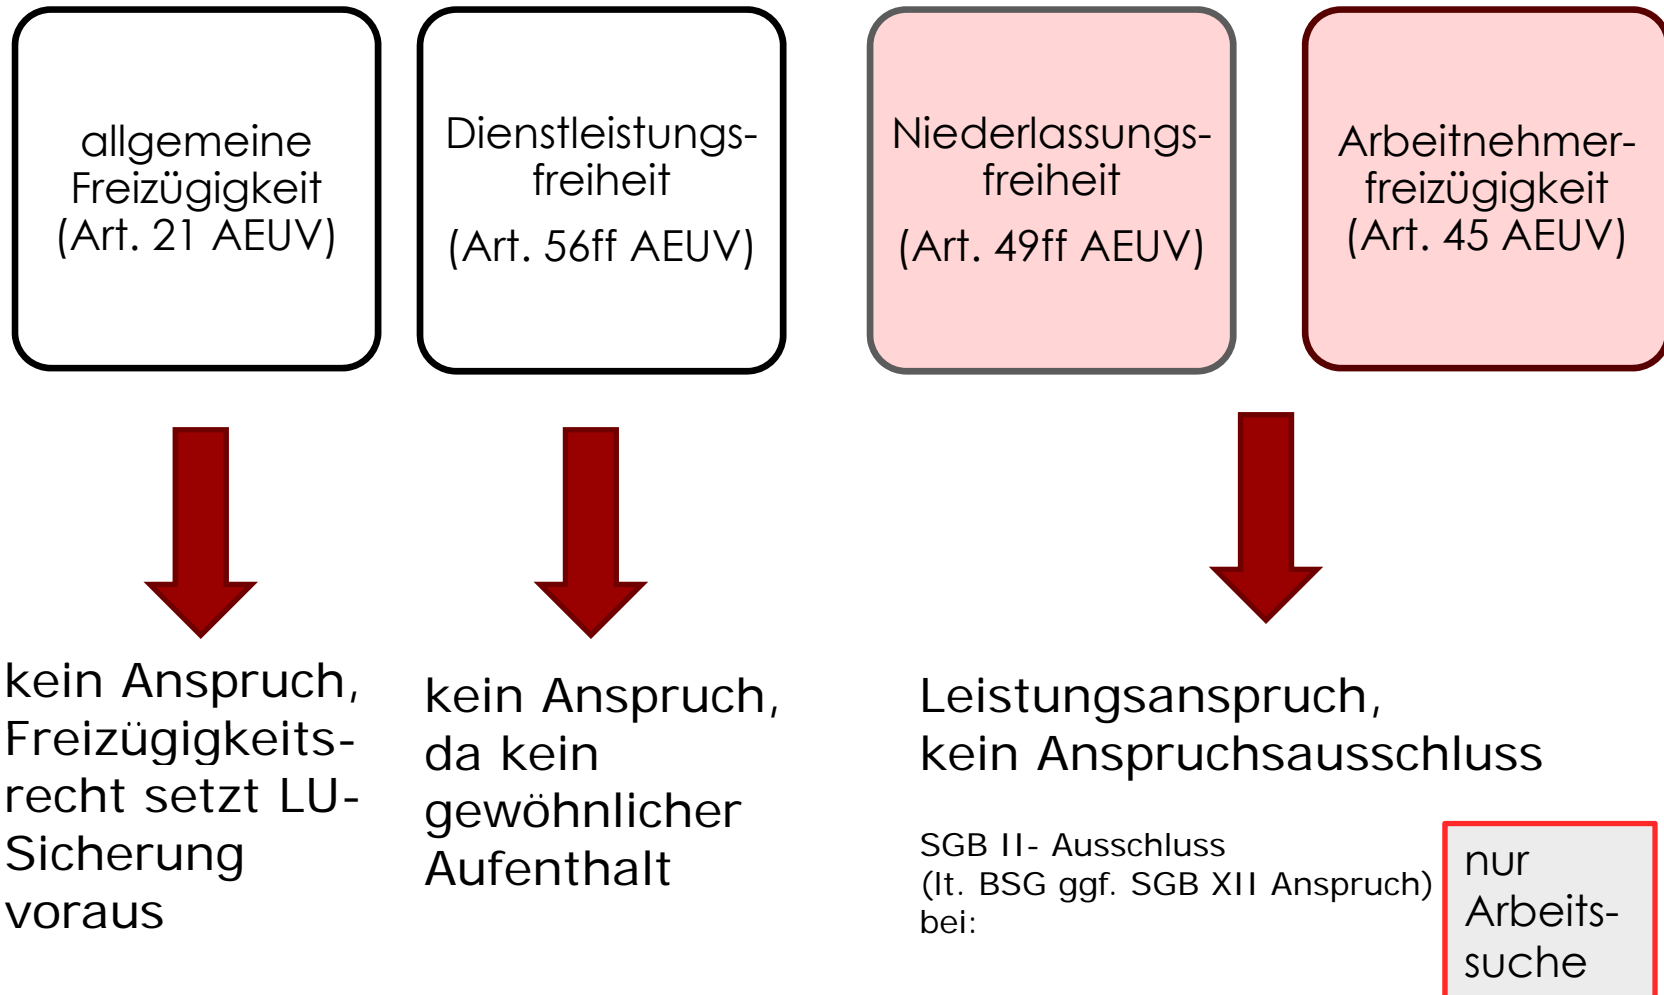 allgemeine
Freizügigkeit
(Art. 21 AEUV)
Dienstleistungs-
freiheit
(Art. 56ff AEUV)
Niederlassungs-
freiheit
(Art. 49ff AEUV)
Arbeitnehmer-
freizügigkeit
(Art. 45 AEUV)
kein Anspruch,
Freizügigkeits-
recht setzt LU-
Sicherung
voraus
kein Anspruch,
da kein
gewöhnlicher
Aufenthalt
Leistungsanspruch,
kein Anspruchsausschluss
SGB II- Ausschluss
(lt. BSG ggf. SGB XII Anspruch)
bei:
nur
Arbeits-
suche